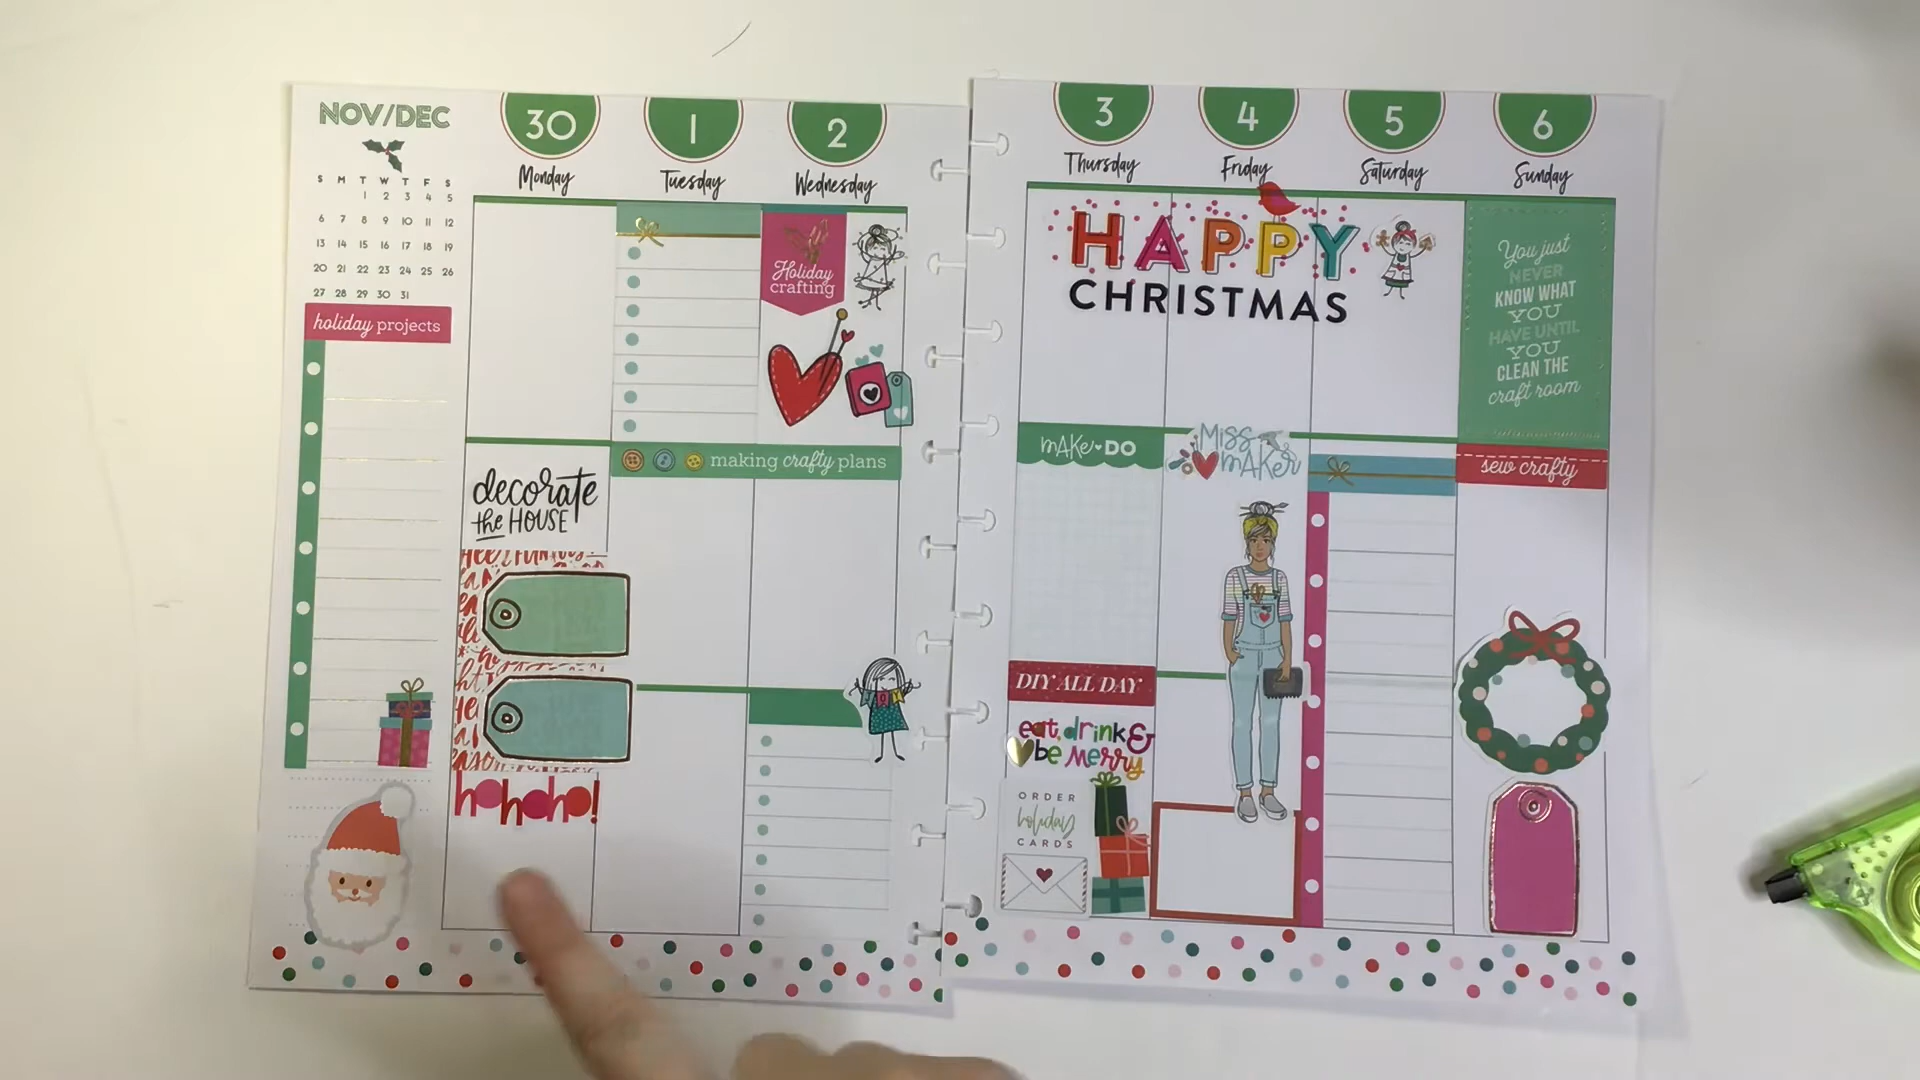 NOV/DEC
S M T W T F S
1 2 3 4 5
6 7 8 9 10 11 12
13 14 15 16 17 18 19
20 21 22 23 24 25 26
27 28 29 30 31
holiday projects
30
Monday
1
Tuesday
2
Wednesday
Holiday
crafting
making crafty plans
decorate
the HOUSE
hohoho!
JOY
3
Thursday
4
Friday
5
Saturday
6
Sunday
HAPPY
CHRISTMAS
You just
NEVER
KNOW WHAT
YOU
HAVE UNTIL
YOU
CLEAN THE
craft room
MAKE DO
Miss
MAKER
sew crafty
DIY ALL DAY
eat, drink &
be merry
ORDER
holiday
CARDS